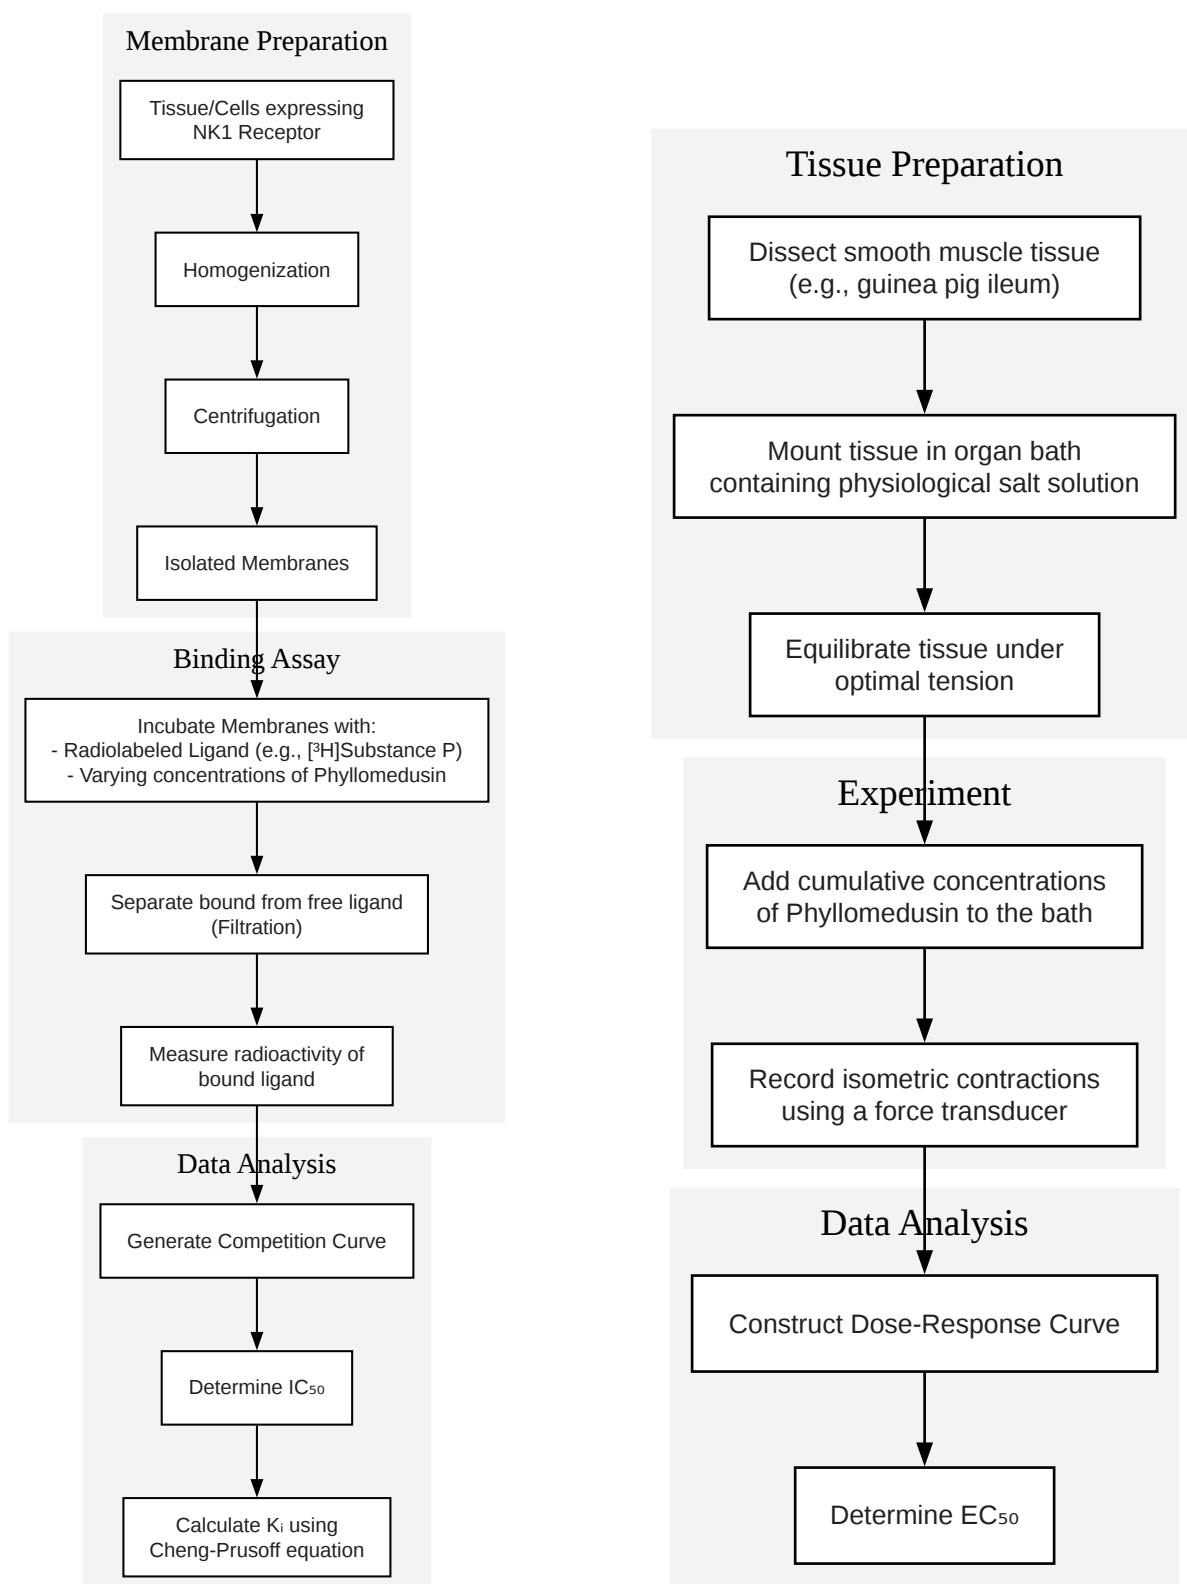 Membrane Preparation
Tissue/Cells expressing
NK1 Receptor
Homogenization
Centrifugation
Isolated Membranes
Binding Assay
Incubate Membranes with:
- Radiolabeled Ligand (e.g., [³H]Substance P)
- Varying concentrations of Phyllomedusin
Separate bound from free ligand
(Filtration)
Measure radioactivity of
bound ligand
Data Analysis
Generate Competition Curve
Determine IC₅₀
Calculate Kᵢ using
Cheng-Prusoff equation
Tissue Preparation
Dissect smooth muscle tissue
(e.g., guinea pig ileum)
Mount tissue in organ bath
containing physiological salt solution
Equilibrate tissue under
optimal tension
Experiment
Add cumulative concentrations
of Phyllomedusin to the bath
Record isometric contractions
using a force transducer
Data Analysis
Construct Dose-Response Curve
Determine EC₅₀